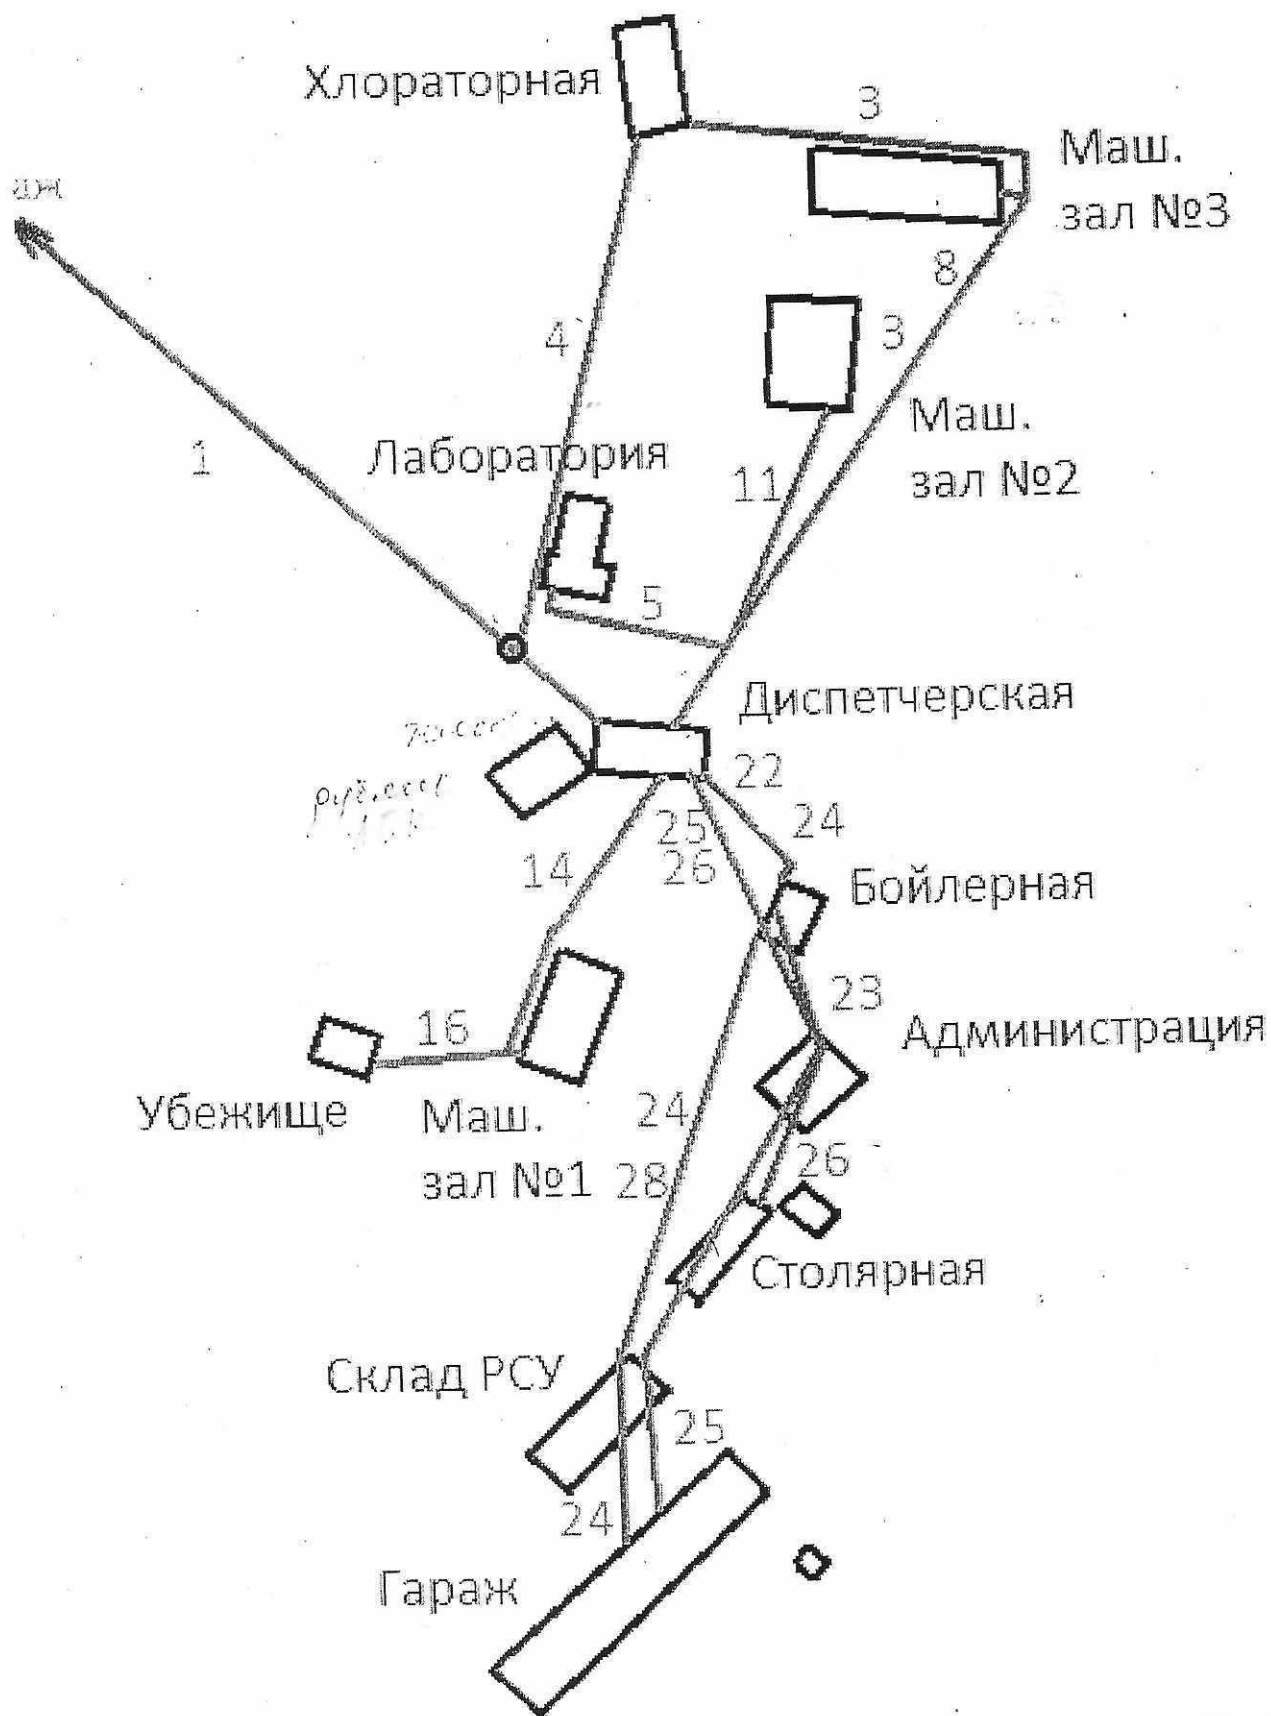 Хлораторная
3
Маш.
зал №3
8
4
3
Маш.
зал №2
1
Лаборатория
11
5
Диспетчерская
22
25
24
26
14
Бойлерная
23
16
Администрация
Убежище
Маш.
зал №1
24
28
26
Столярная
Склад РСУ
25
24
Гараж